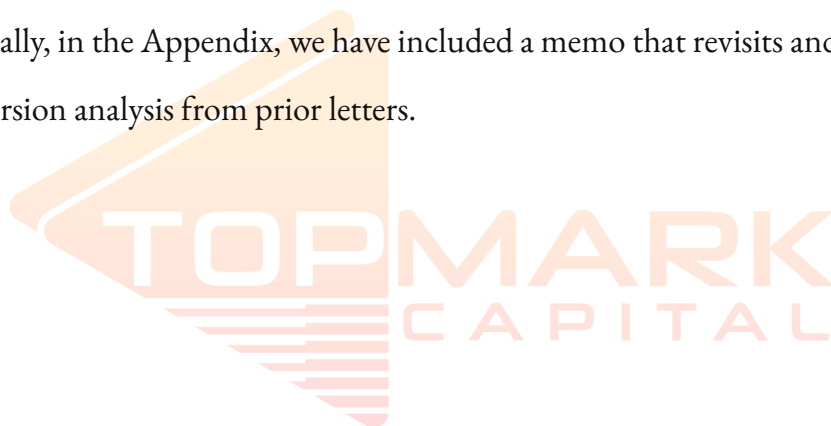 ally, in the Appendix, we have included a memo that revisits and
rsion analysis from prior letters.
TOPMARK
CAPITAL